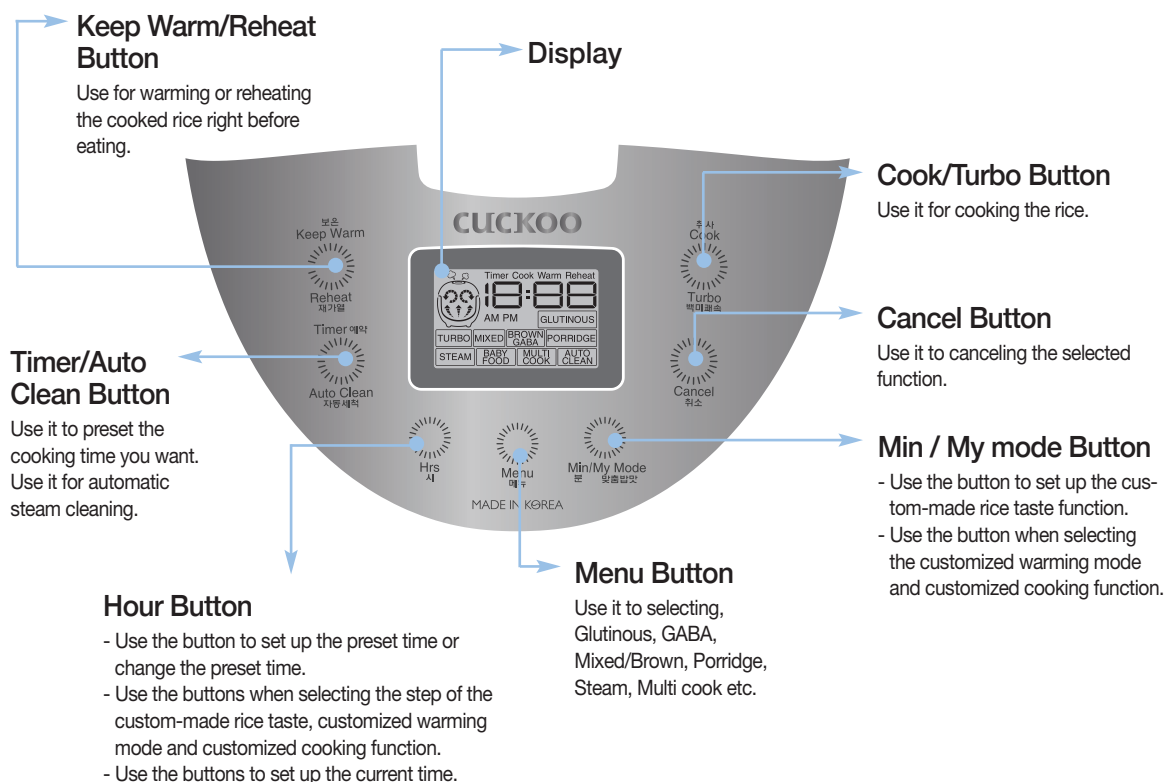 Keep Warm/Reheat
Button
Use for warming or reheating
the cooked rice right before
eating.
Display
Cook/Turbo Button
Use it for cooking the rice.
Cancel Button
Use it to canceling the selected
function.
Min / My mode Button
- Use the button to set up the cus-
tom-made rice taste function.
- Use the button when selecting
the customized warming mode
and customized cooking function.
Timer/Auto
Clean Button
Use it to preset the
cooking time you want.
Use it for automatic
steam cleaning.
Hour Button
- Use the button to set up the preset time or
change the preset time.
- Use the buttons when selecting the step of the
custom-made rice taste, customized warming
mode and customized cooking function.
- Use the buttons to set up the current time.
Menu Button
Use it to selecting,
Glutinous, GABA,
Mixed/Brown, Porridge,
Steam, Multi cook etc.
CUCKOO
보온
Keep Warm
Reheat
재가열
Timer 예약
Auto Clean
자동세척
Timer Cook Warm Reheat
18:88
AM PM
GLUTINOUS
TURBO MIXED BROWN GABA PORRIDGE
STEAM BABY FOOD MULTI COOK AUTO CLEAN
취사
Cook
Turbo
백미쾌속
Cancel
취소
Hrs
시
Menu
메뉴
Min/My Mode
분 맞춤밥맛
MADE IN KOREA